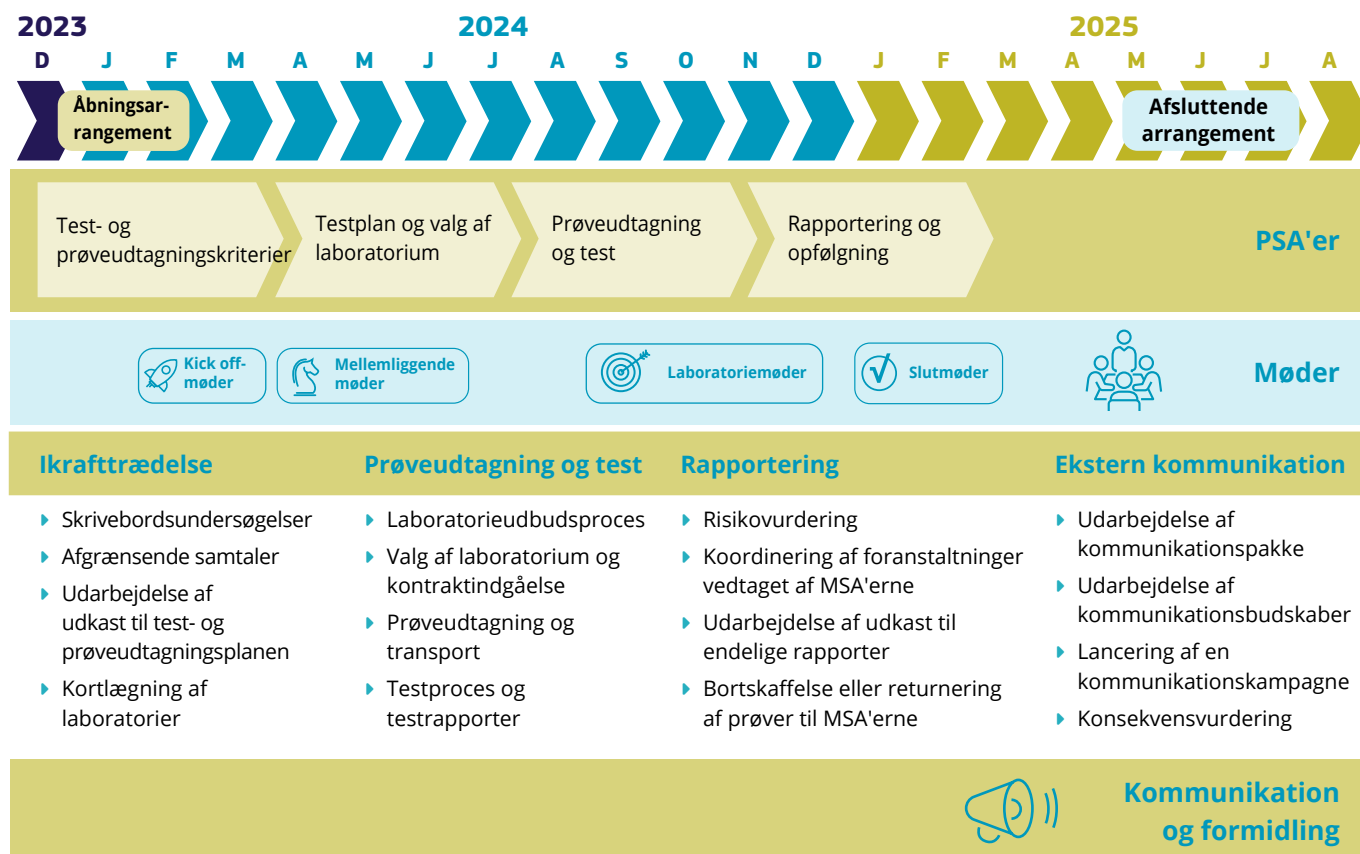 2023
2024
2025
D J F M A M J J A S O N D J F M A M J J A
Åbningsar-
rangement
Afsluttende
arrangement
Test- og
prøveudtagningskriterier
Testplan og valg af
laboratorium
Prøveudtagning
og test
Rapportering og
opfølgning
PSA'er
Kick off-
møder
Mellemliggende
møder
Laboratoriemøder
Slutmøder
Møder
Ikrafttrædelse
Skrivebordsundersøgelser
Afgrænsende samtaler
Udarbejdelse af
udkast til test- og
prøveudtagningsplanen
Kortlægning af
laboratorier
Prøveudtagning og test
Laboratorieudbudsproces
Valg af laboratorium og
kontraktindgåelse
Prøveudtagning og
transport
Testproces og
testrapporter
Rapportering
Risikovurdering
Koordinering af foranstaltninger
vedtaget af MSA'erne
Udarbejdelse af udkast til
endelige rapporter
Bortskaffelse eller returnering
af prøver til MSA'erne
Ekstern kommunikation
Udarbejdelse af
kommunikationspakke
Udarbejdelse af
kommunikationsbudskaber
Lancering af en
kommunikationskampagne
Konsekvensvurdering
Kommunikation
og formidling